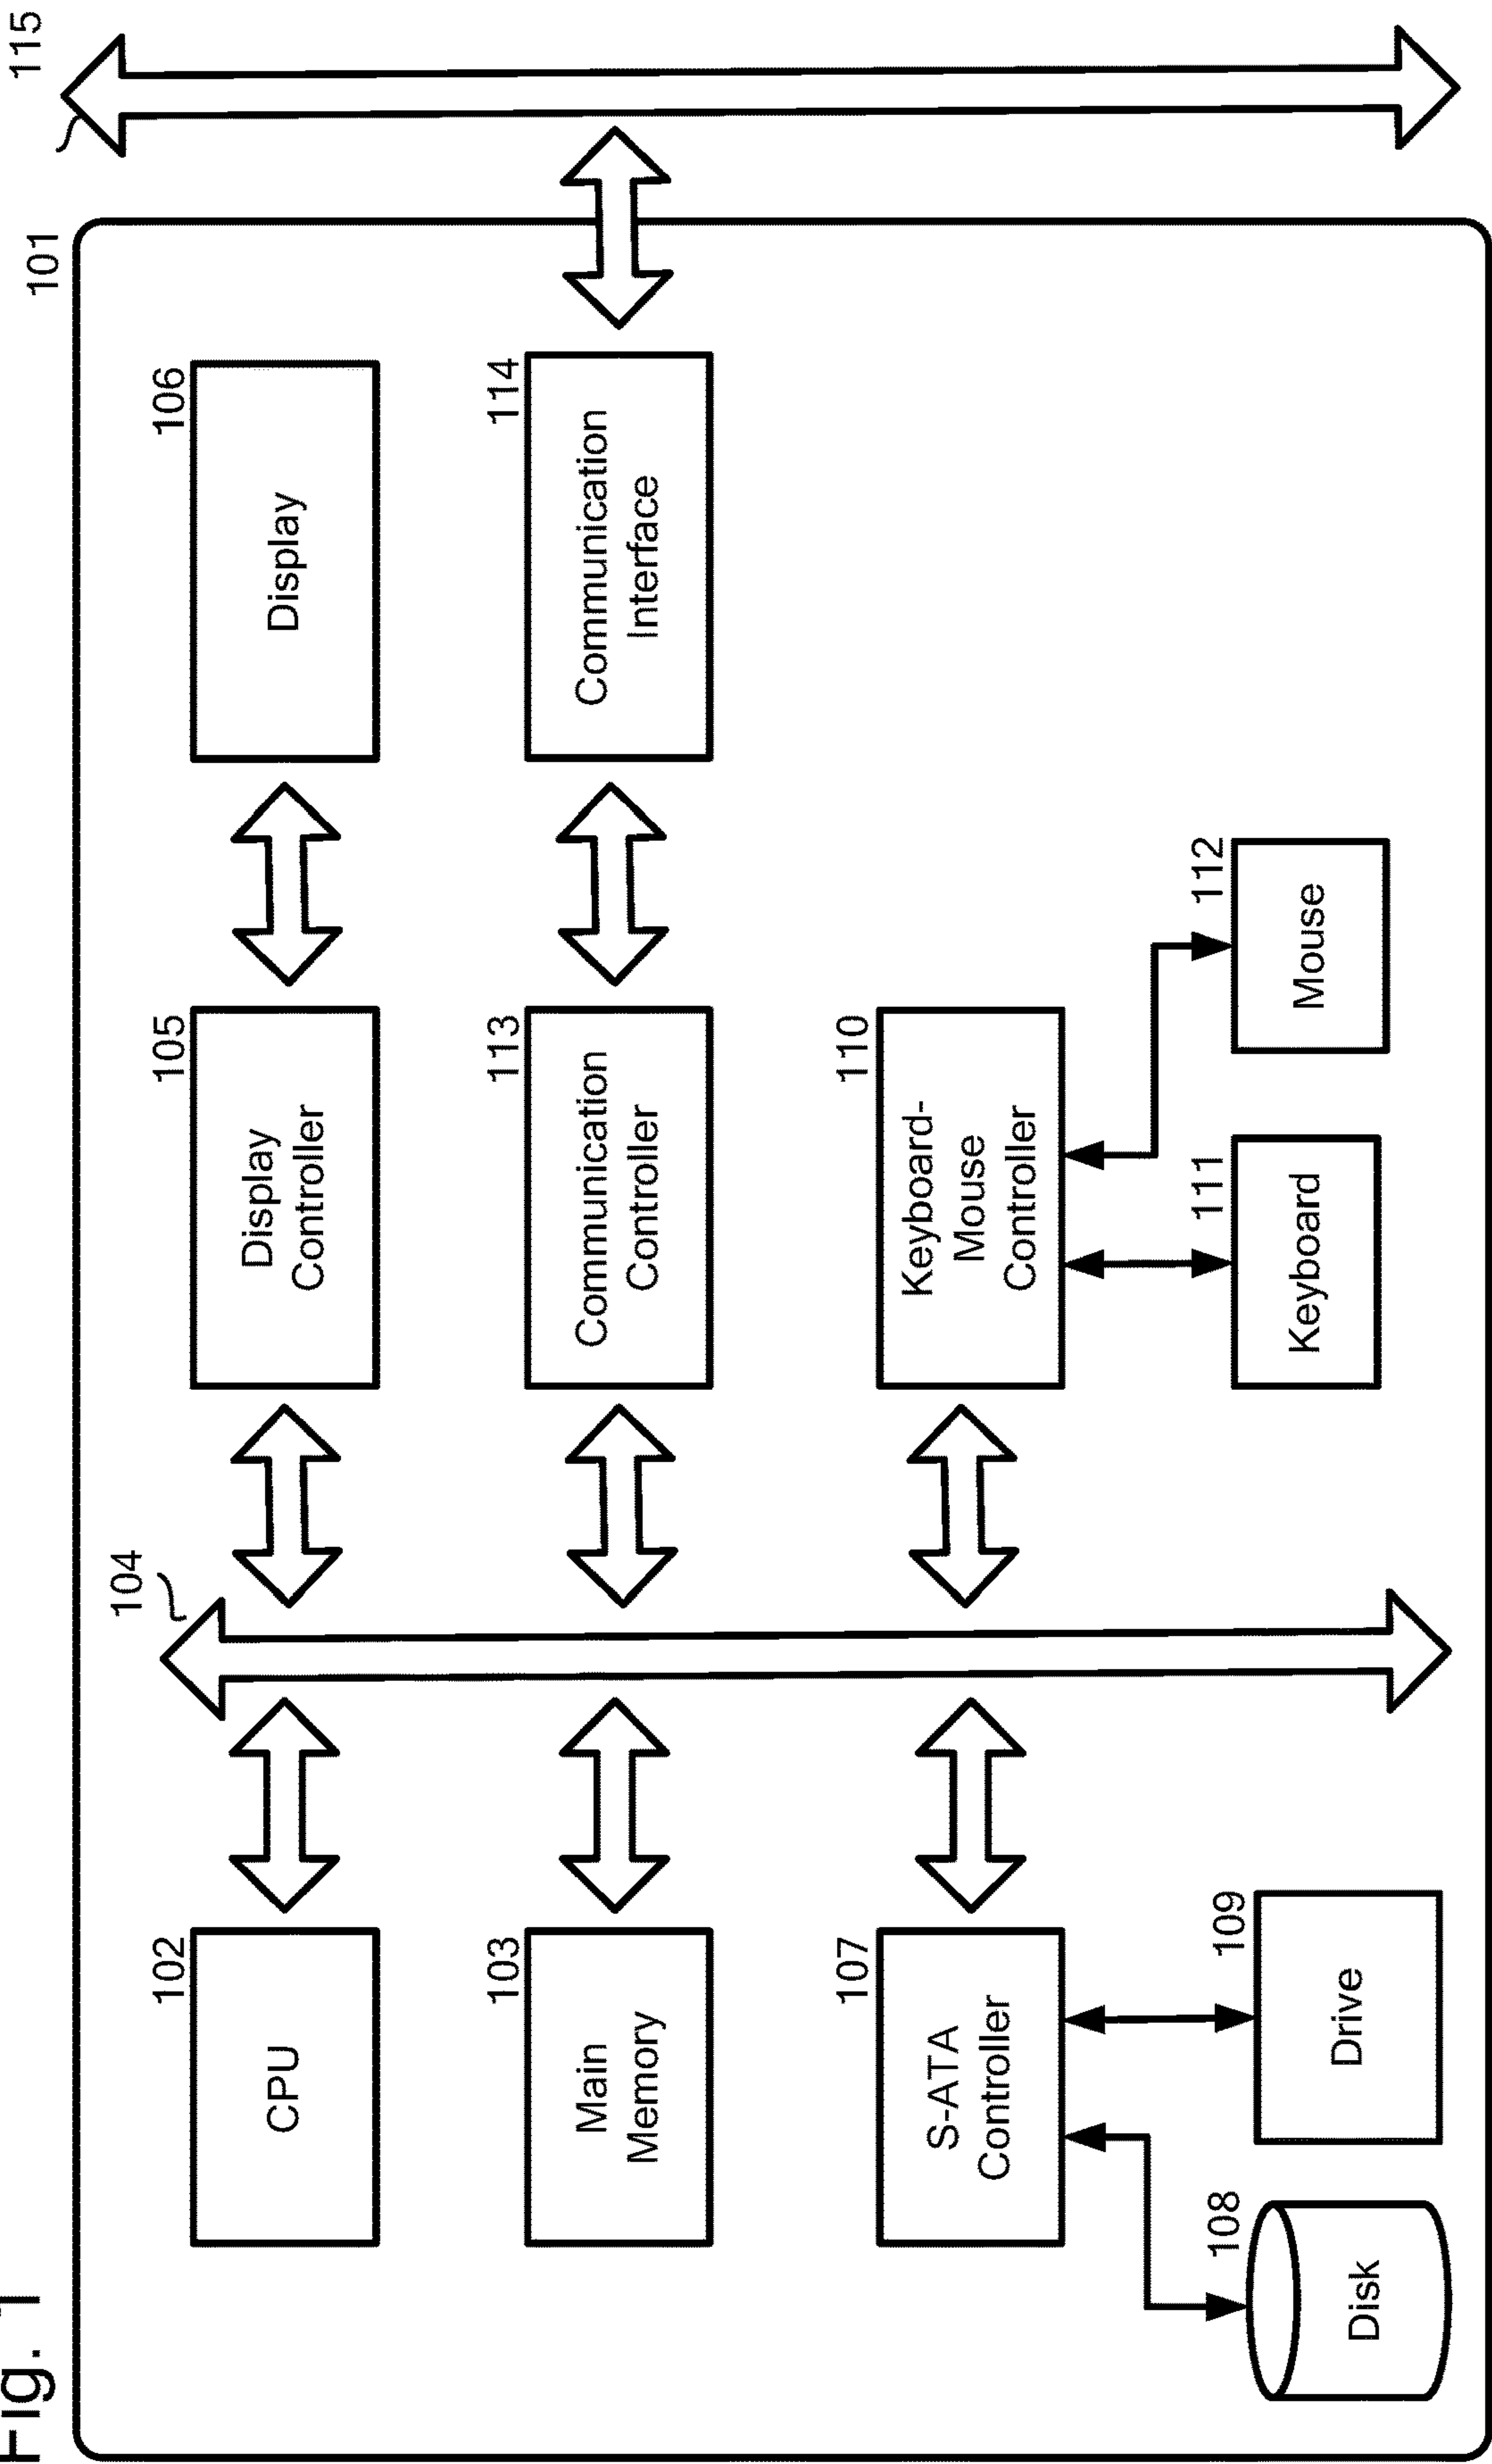 Fig. 1
101
115
102
CPU
104
105
Display
Controller
106
Display
103
Main
Memory
113
Communication
Controller
114
Communication
Interface
107
S-ATA
Controller
110
Keyboard-
Mouse
Controller
108
Disk
109
Drive
111
Keyboard
112
Mouse